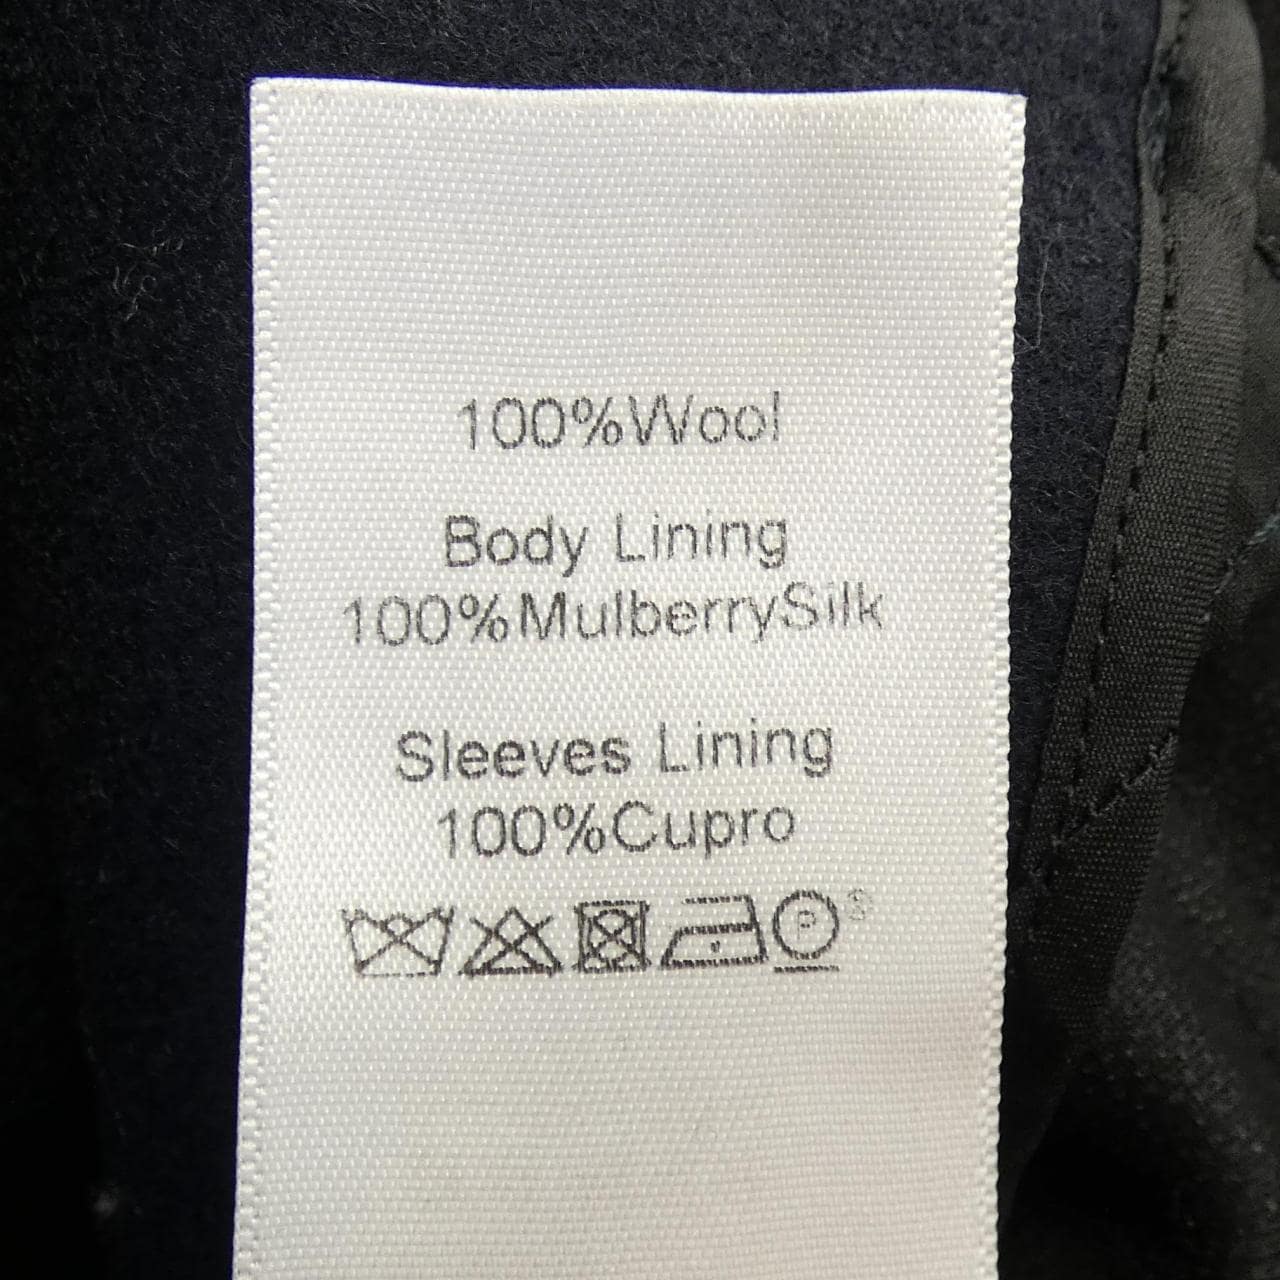 100%Wool
Body Lining
100%MulberrySilk
Sleeves Lining
100%Cupro
P